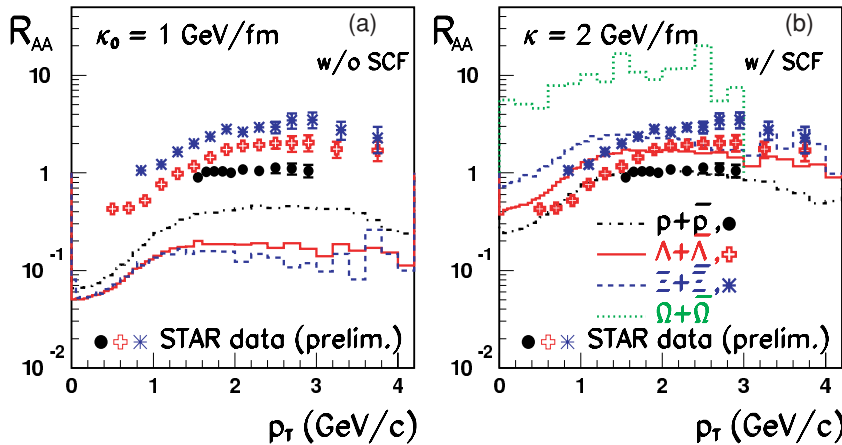 R_AA
κ₀ = 1 GeV/fm
(a)
w/o SCF
10
1
10⁻¹
10⁻²
0
1
2
3
4
STAR data (prelim.)
p_T (GeV/c)
R_AA
κ = 2 GeV/fm
(b)
w/ SCF
10
1
10⁻¹
10⁻²
p+p̅,
Λ+Λ̅,
Ξ+Ξ̅,
Ω+Ω̅
STAR data (prelim.)
0
1
2
3
4
p_T (GeV/c)